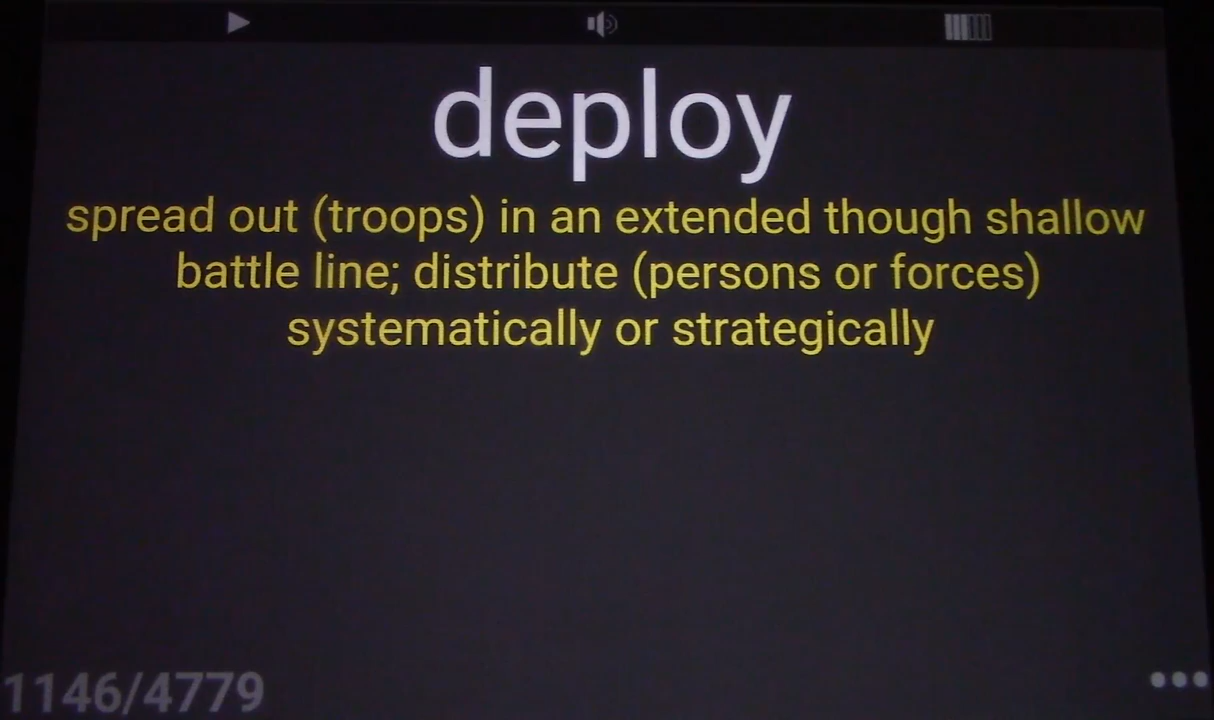 deploy
spread out (troops) in an extended though shallow
battle line; distribute (persons or forces)
systematically or strategically
1146/4779